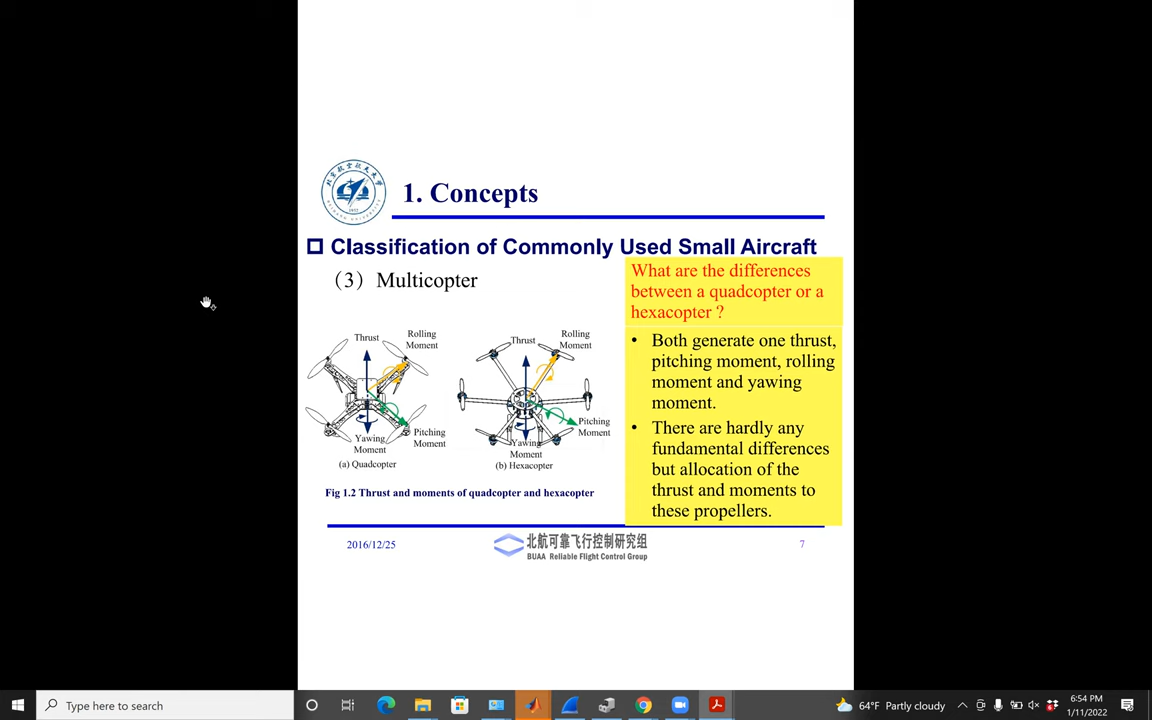 1. Concepts
Classification of Commonly Used Small Aircraft
(3) Multicopter
What are the differences
between a quadcopter or a
hexacopter ?
• Both generate one thrust,
pitching moment, rolling
moment and yawing
moment.
• There are hardly any
fundamental differences
but allocation of the
thrust and moments to
these propellers.
Thrust
Rolling
Moment
Yawing
Moment
Pitching
Moment
(a) Quadcopter
Thrust
Rolling
Moment
Pitching
Moment
Yawing
Moment
(b) Hexacopter
Fig 1.2 Thrust and moments of quadcopter and hexacopter
2016/12/25
北航可靠飞行控制研究组
BUAA Reliable Flight Control Group
7
Type here to search
64°F Partly cloudy
6:54 PM
1/11/2022